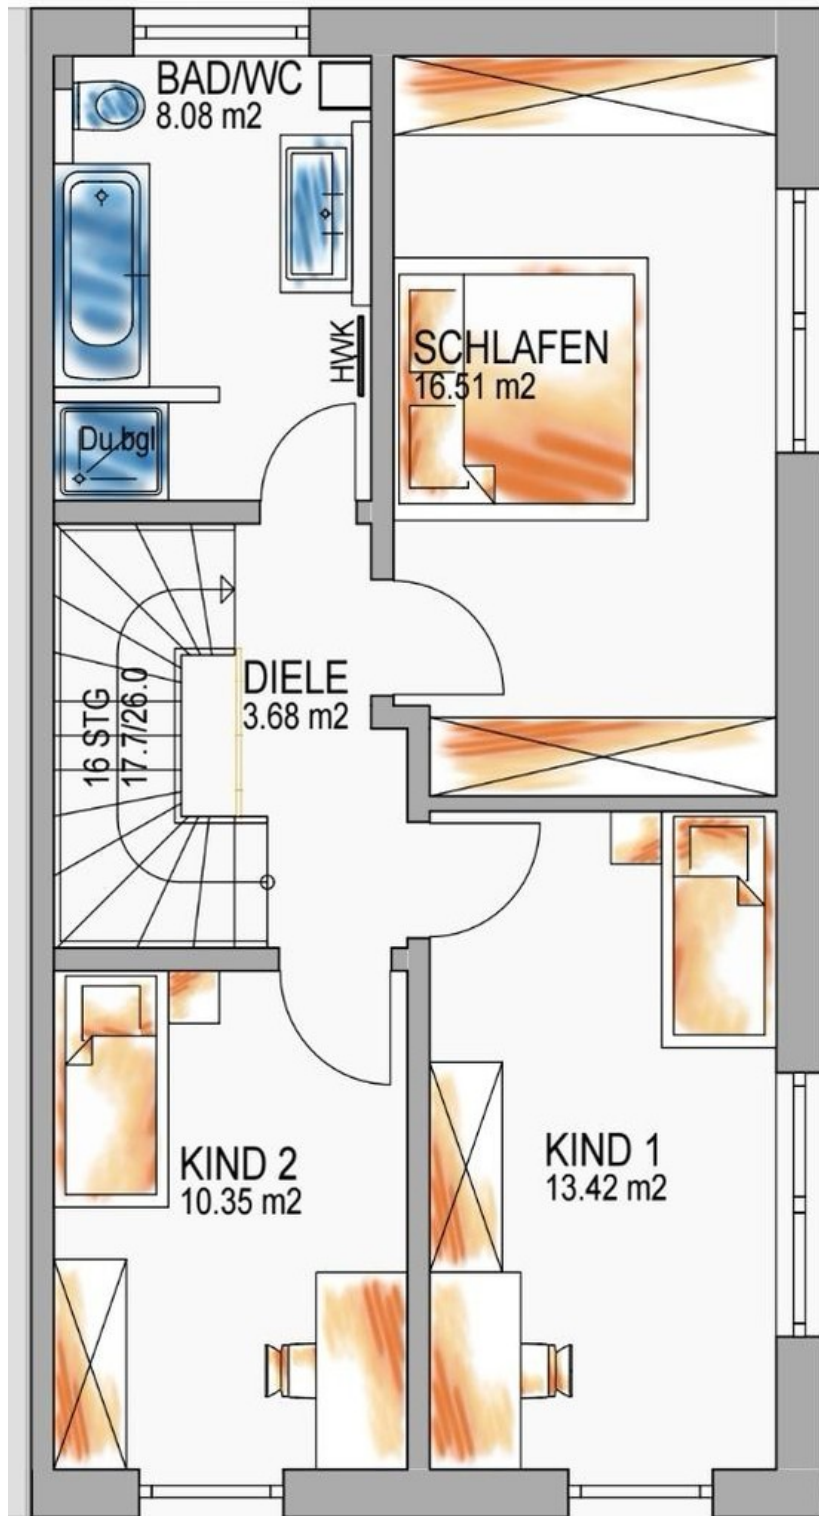 BAD/WC
8.08 m2
HWK
SCHLAFEN
16.51 m2
Du.bgl
DIELE
3.68 m2
16 STG
17.7/26.0
KIND 2
10.35 m2
KIND 1
13.42 m2